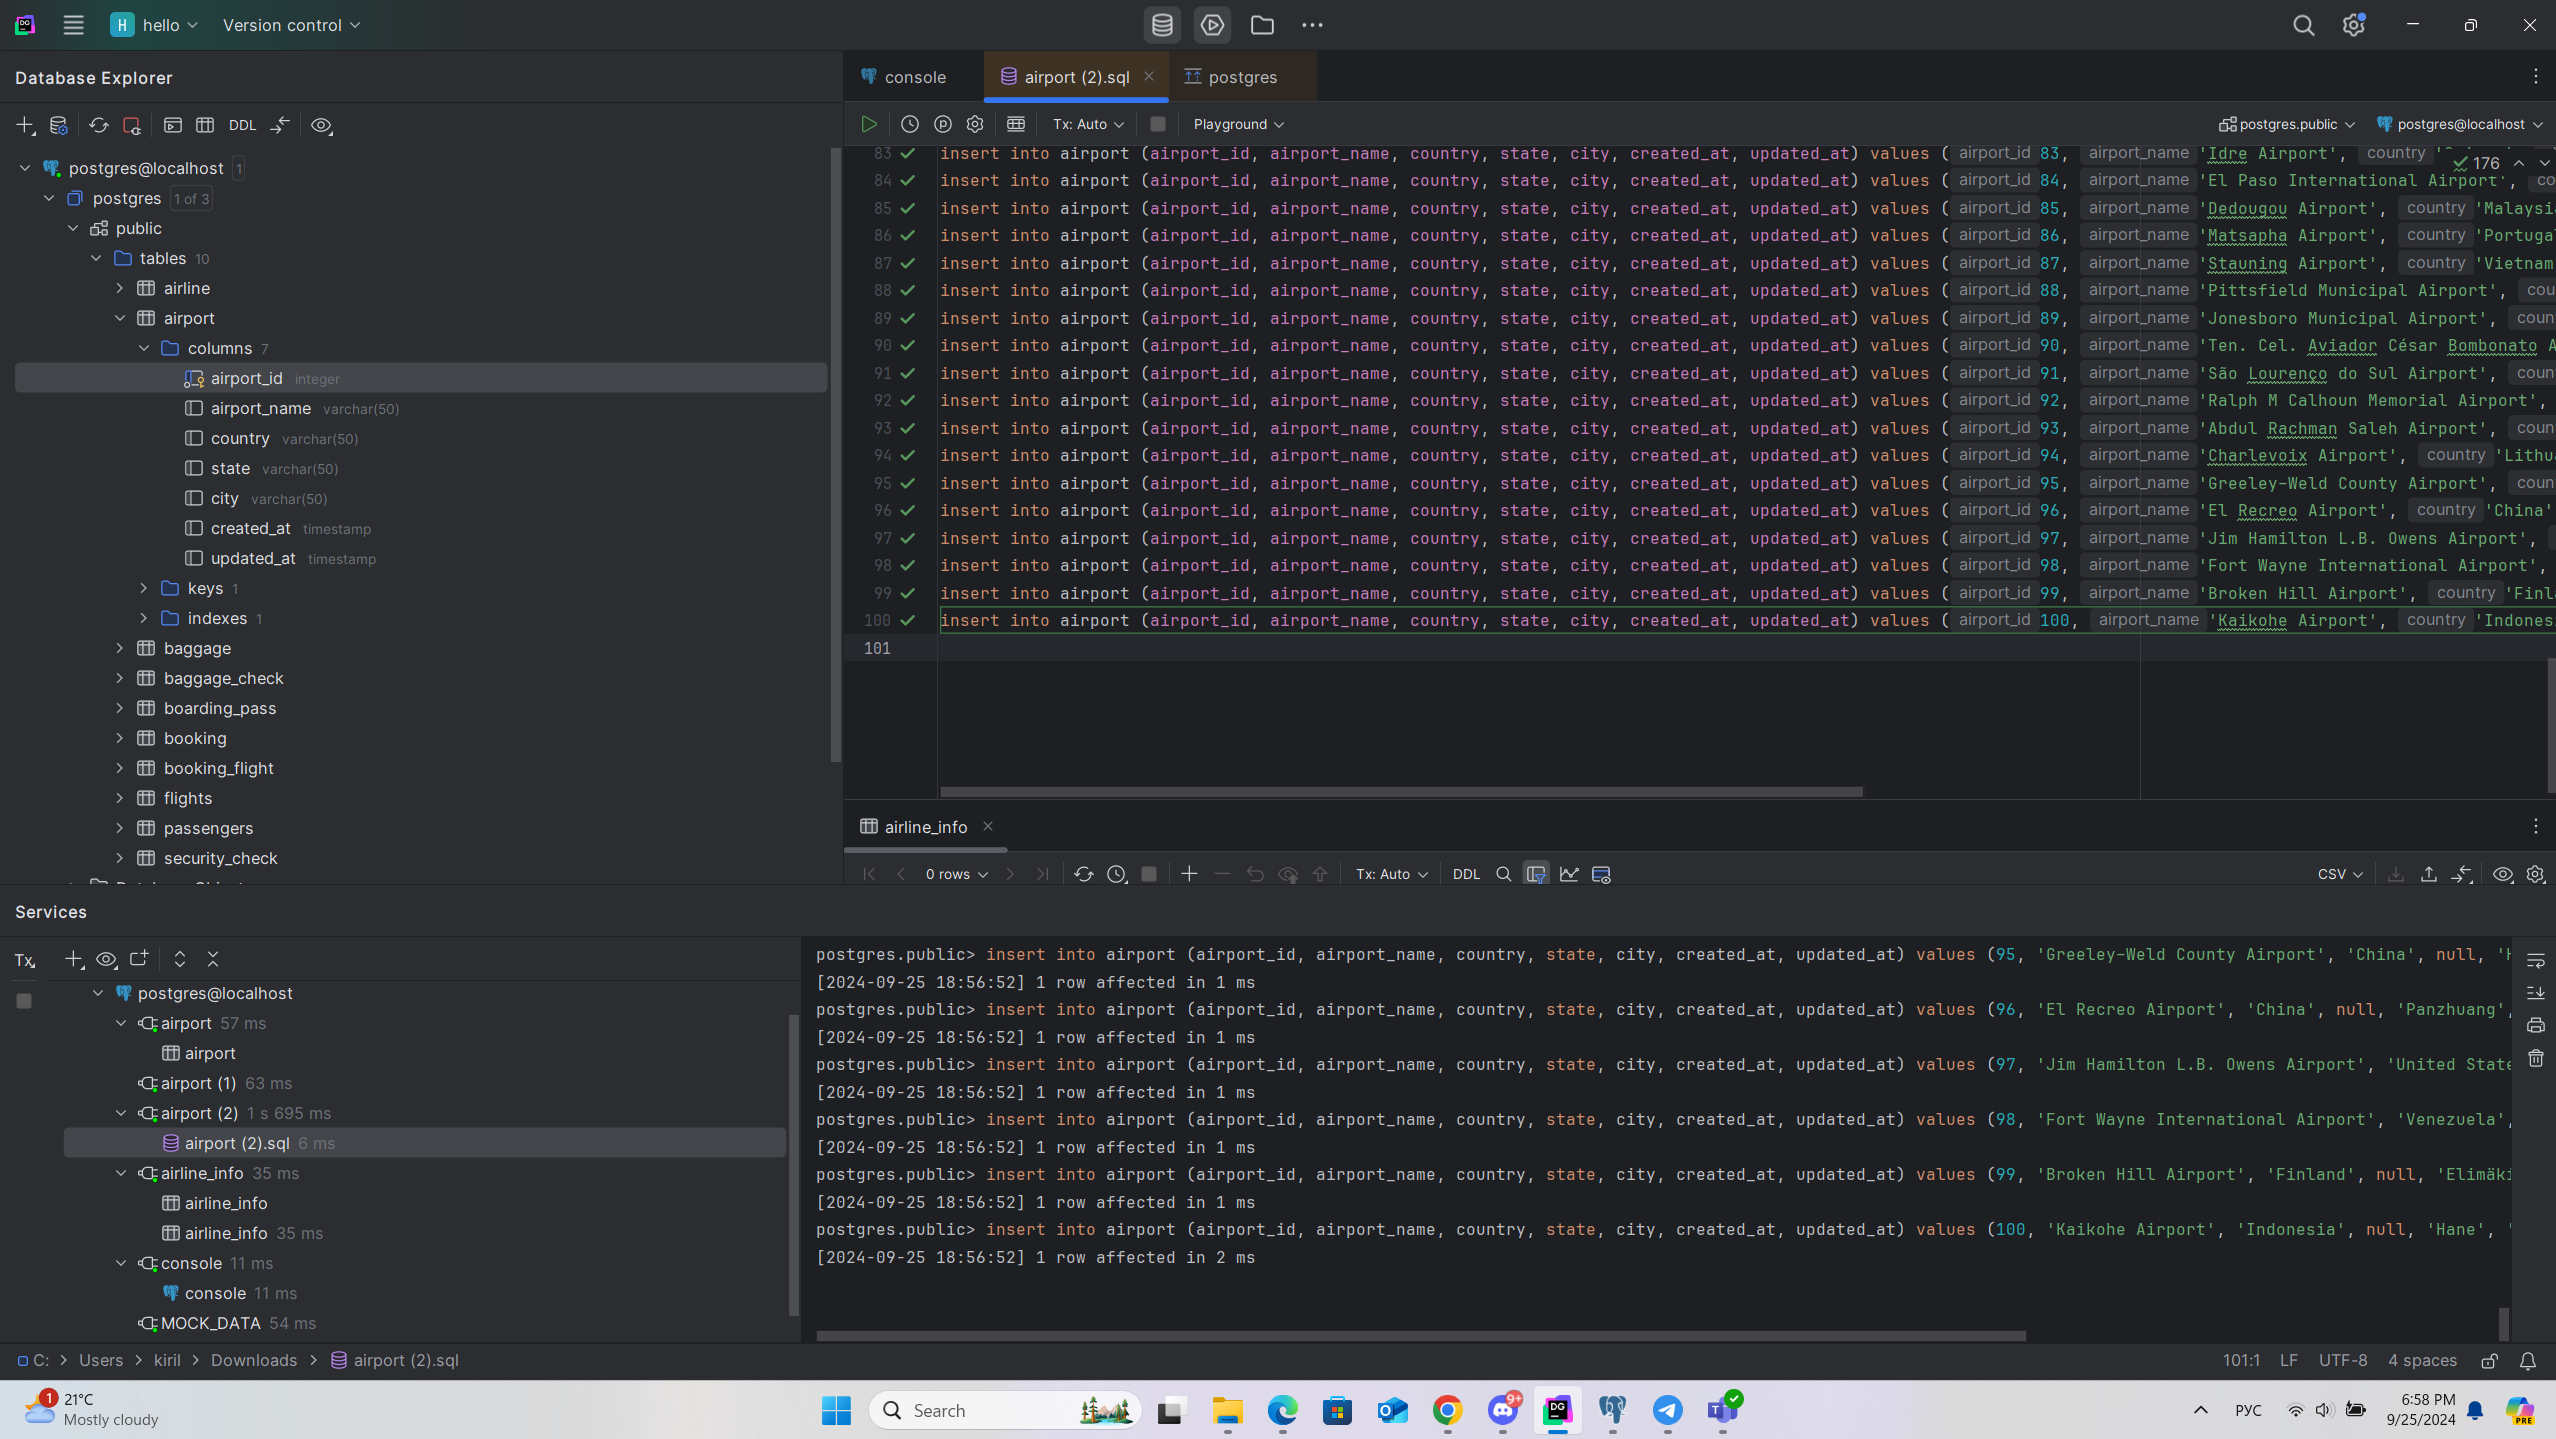 H hello Version control
Database Explorer
console airport (2).sql postgres
DDL Tx: Auto Playground postgres.public postgres@localhost
postgres@localhost 1
postgres 1 of 3
public
tables 10
airline
airport
columns 7
airport_id integer
airport_name varchar(50)
country varchar(50)
state varchar(50)
city varchar(50)
created_at timestamp
updated_at timestamp
keys 1
indexes 1
baggage
baggage_check
boarding_pass
booking
booking_flight
flights
passengers
security_check
83 insert into airport (airport_id, airport_name, country, state, city, created_at, updated_at) values ( airport_id 83, airport_name 'Idre Airport', country 176
84 insert into airport (airport_id, airport_name, country, state, city, created_at, updated_at) values ( airport_id 84, airport_name 'El Paso International Airport', co
85 insert into airport (airport_id, airport_name, country, state, city, created_at, updated_at) values ( airport_id 85, airport_name 'Dedougou Airport', country 'Malaysi
86 insert into airport (airport_id, airport_name, country, state, city, created_at, updated_at) values ( airport_id 86, airport_name 'Matsapha Airport', country 'Portuga
87 insert into airport (airport_id, airport_name, country, state, city, created_at, updated_at) values ( airport_id 87, airport_name 'Stauning Airport', country 'Vietnam
88 insert into airport (airport_id, airport_name, country, state, city, created_at, updated_at) values ( airport_id 88, airport_name 'Pittsfield Municipal Airport', cou
89 insert into airport (airport_id, airport_name, country, state, city, created_at, updated_at) values ( airport_id 89, airport_name 'Jonesboro Municipal Airport', coun
90 insert into airport (airport_id, airport_name, country, state, city, created_at, updated_at) values ( airport_id 90, airport_name 'Ten. Cel. Aviador César Bombonato A
91 insert into airport (airport_id, airport_name, country, state, city, created_at, updated_at) values ( airport_id 91, airport_name 'São Lourenço do Sul Airport', coun
92 insert into airport (airport_id, airport_name, country, state, city, created_at, updated_at) values ( airport_id 92, airport_name 'Ralph M Calhoun Memorial Airport',
93 insert into airport (airport_id, airport_name, country, state, city, created_at, updated_at) values ( airport_id 93, airport_name 'Abdul Rachman Saleh Airport', coun
94 insert into airport (airport_id, airport_name, country, state, city, created_at, updated_at) values ( airport_id 94, airport_name 'Charlevoix Airport', country 'Lithu
95 insert into airport (airport_id, airport_name, country, state, city, created_at, updated_at) values ( airport_id 95, airport_name 'Greeley-Weld County Airport', coun
96 insert into airport (airport_id, airport_name, country, state, city, created_at, updated_at) values ( airport_id 96, airport_name 'El Recreo Airport', country 'China'
97 insert into airport (airport_id, airport_name, country, state, city, created_at, updated_at) values ( airport_id 97, airport_name 'Jim Hamilton L.B. Owens Airport',
98 insert into airport (airport_id, airport_name, country, state, city, created_at, updated_at) values ( airport_id 98, airport_name 'Fort Wayne International Airport',
99 insert into airport (airport_id, airport_name, country, state, city, created_at, updated_at) values ( airport_id 99, airport_name 'Broken Hill Airport', country 'Finl
100 insert into airport (airport_id, airport_name, country, state, city, created_at, updated_at) values ( airport_id 100, airport_name 'Kaikohe Airport', country 'Indones
101
airline_info
0 rows Tx: Auto DDL CSV
Services
Tx
postgres@localhost
airport 57 ms
airport
airport (1) 63 ms
airport (2) 1 s 695 ms
airport (2).sql 6 ms
airline_info 35 ms
airline_info
airline_info 35 ms
console 11 ms
console 11 ms
MOCK_DATA 54 ms
postgres.public> insert into airport (airport_id, airport_name, country, state, city, created_at, updated_at) values (95, 'Greeley-Weld County Airport', 'China', null, 'H
[2024-09-25 18:56:52] 1 row affected in 1 ms
postgres.public> insert into airport (airport_id, airport_name, country, state, city, created_at, updated_at) values (96, 'El Recreo Airport', 'China', null, 'Panzhuang',
[2024-09-25 18:56:52] 1 row affected in 1 ms
postgres.public> insert into airport (airport_id, airport_name, country, state, city, created_at, updated_at) values (97, 'Jim Hamilton L.B. Owens Airport', 'United State
[2024-09-25 18:56:52] 1 row affected in 1 ms
postgres.public> insert into airport (airport_id, airport_name, country, state, city, created_at, updated_at) values (98, 'Fort Wayne International Airport', 'Venezuela',
[2024-09-25 18:56:52] 1 row affected in 1 ms
postgres.public> insert into airport (airport_id, airport_name, country, state, city, created_at, updated_at) values (99, 'Broken Hill Airport', 'Finland', null, 'Elimäki
[2024-09-25 18:56:52] 1 row affected in 1 ms
postgres.public> insert into airport (airport_id, airport_name, country, state, city, created_at, updated_at) values (100, 'Kaikohe Airport', 'Indonesia', null, 'Hane', '
[2024-09-25 18:56:52] 1 row affected in 2 ms
C: > Users > kiril > Downloads > airport (2).sql 101:1 LF UTF-8 4 spaces
1 21°C
Mostly cloudy
Search
9+
DG
РУС
6:58 PM
9/25/2024
PRE